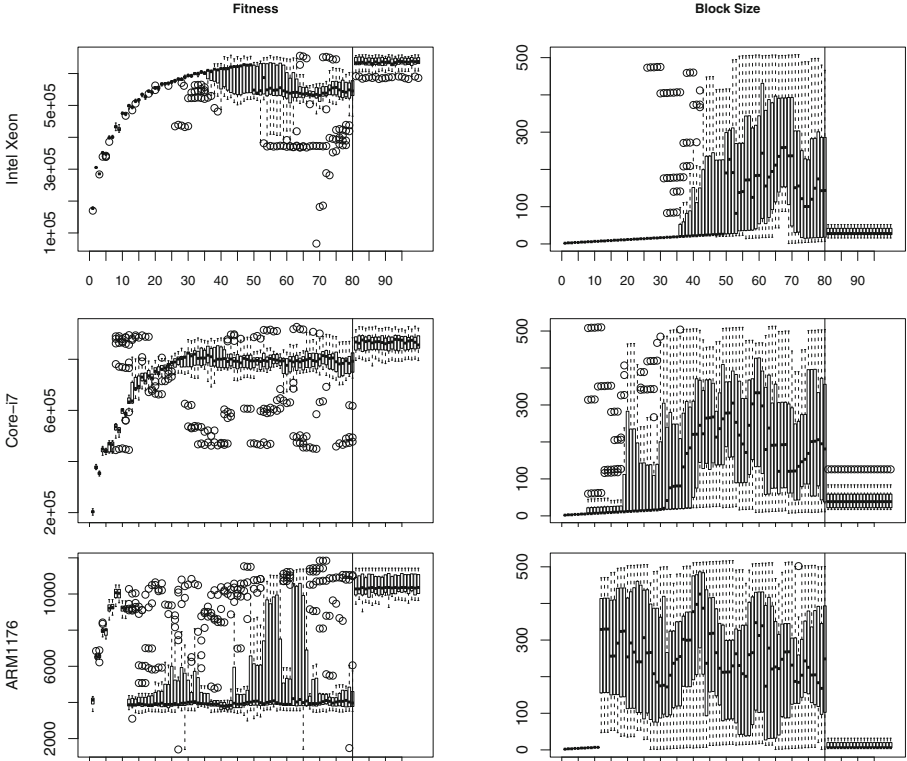 Fitness
Block Size
Intel Xeon
1e+05 3e+05 5e+05
0 10 20 30 40 50 60 70 80 90
0 100 300 500
0 10 20 30 40 50 60 70 80 90
Core-i7
2e+05 6e+05
0 100 300 500
ARM1176
2000 6000 10000
0 100 300 500